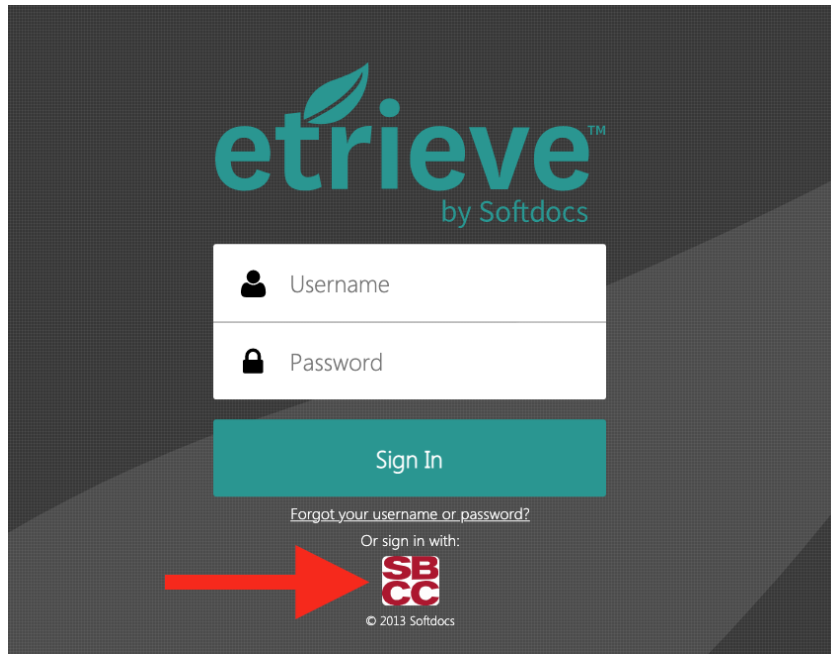 etrieve™
by Softdocs
Username
Password
Sign In
Forgot your username or password?
Or sign in with:
SB
CC
© 2013 Softdocs